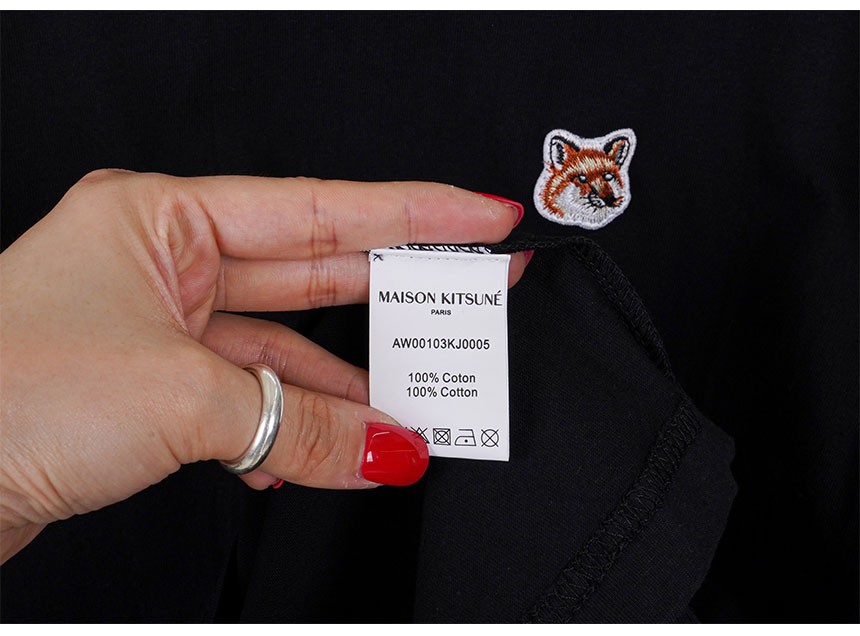 MAISON KITSUNÉ
PARIS
AW00103KJ0005
100% Coton
100% Cotton